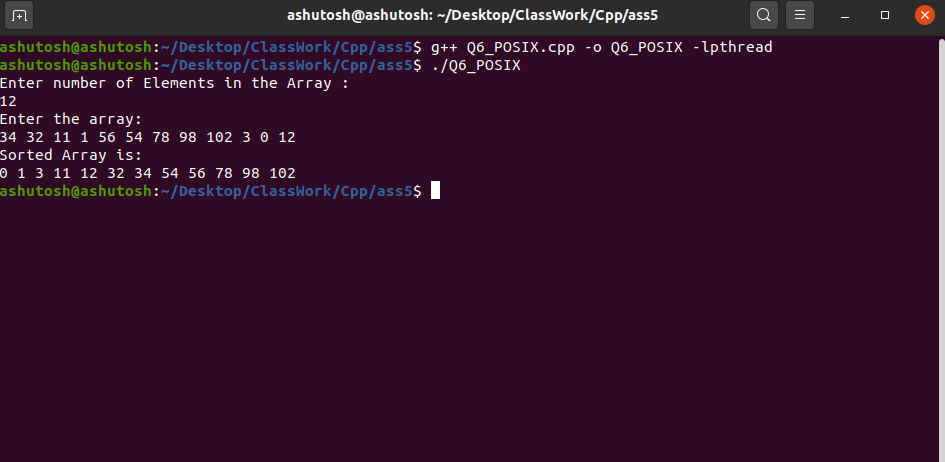 ashutosh@ashutosh: ~/Desktop/ClassWork/Cpp/ass5
ashutosh@ashutosh:~/Desktop/ClassWork/Cpp/ass5$ g++ Q6_POSIX.cpp -o Q6_POSIX -lpthread
ashutosh@ashutosh:~/Desktop/ClassWork/Cpp/ass5$ ./Q6_POSIX
Enter number of Elements in the Array :
12
Enter the array:
34 32 11 1 56 54 78 98 102 3 0 12
Sorted Array is:
0 1 3 11 12 32 34 54 56 78 98 102
ashutosh@ashutosh:~/Desktop/ClassWork/Cpp/ass5$